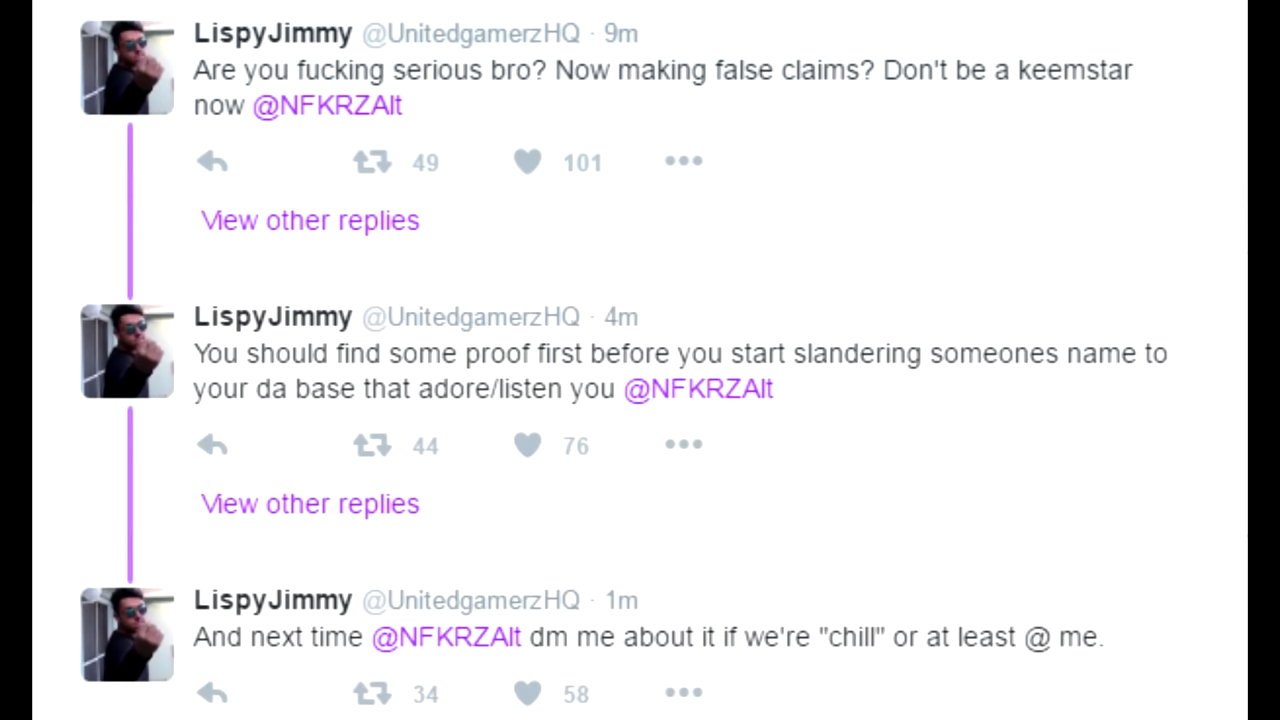 LispyJimmy @UnitedgamerzHQ · 9m
Are you fucking serious bro? Now making false claims? Don't be a keemstar
now @NFKRZAlt
49 101
View other replies
LispyJimmy @UnitedgamerzHQ · 4m
You should find some proof first before you start slandering someones name to
your da base that adore/listen you @NFKRZAlt
44 76
View other replies
LispyJimmy @UnitedgamerzHQ · 1m
And next time @NFKRZAlt dm me about it if we're "chill" or at least @ me.
34 58